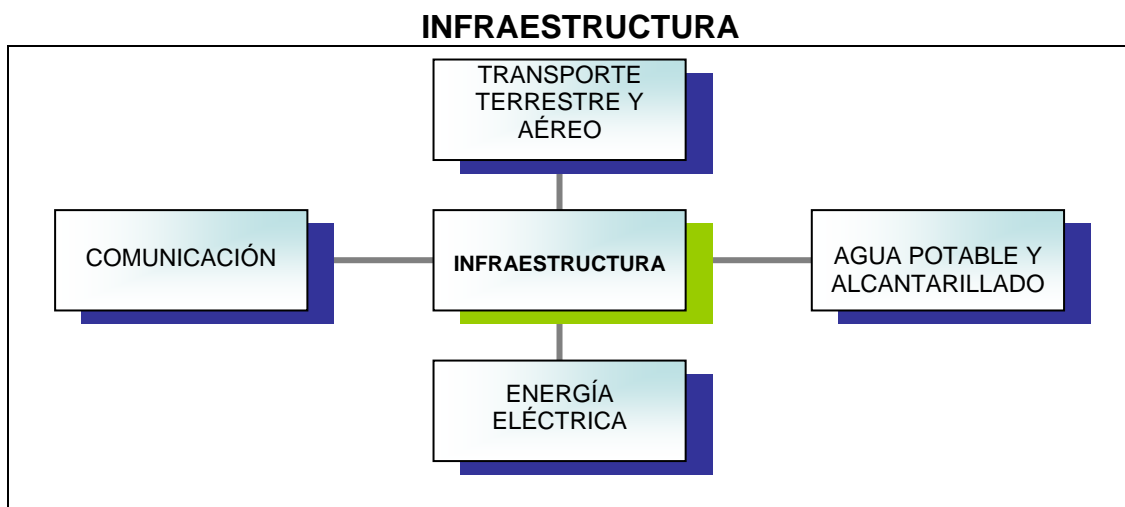 INFRAESTRUCTURA
TRANSPORTE
TERRESTRE Y
AÉREO
COMUNICACIÓN
INFRAESTRUCTURA
AGUA POTABLE Y
ALCANTARILLADO
ENERGÍA
ELÉCTRICA